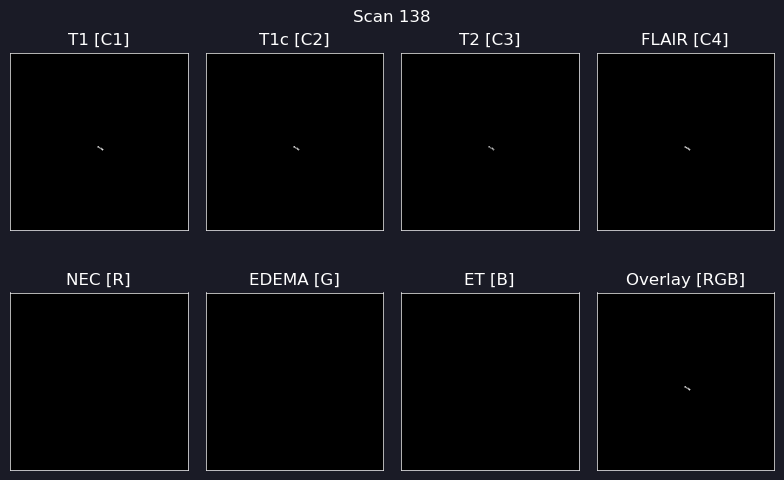 Scan 138
T1 [C1]
T1c [C2]
T2 [C3]
FLAIR [C4]
NEC [R]
EDEMA [G]
ET [B]
Overlay [RGB]